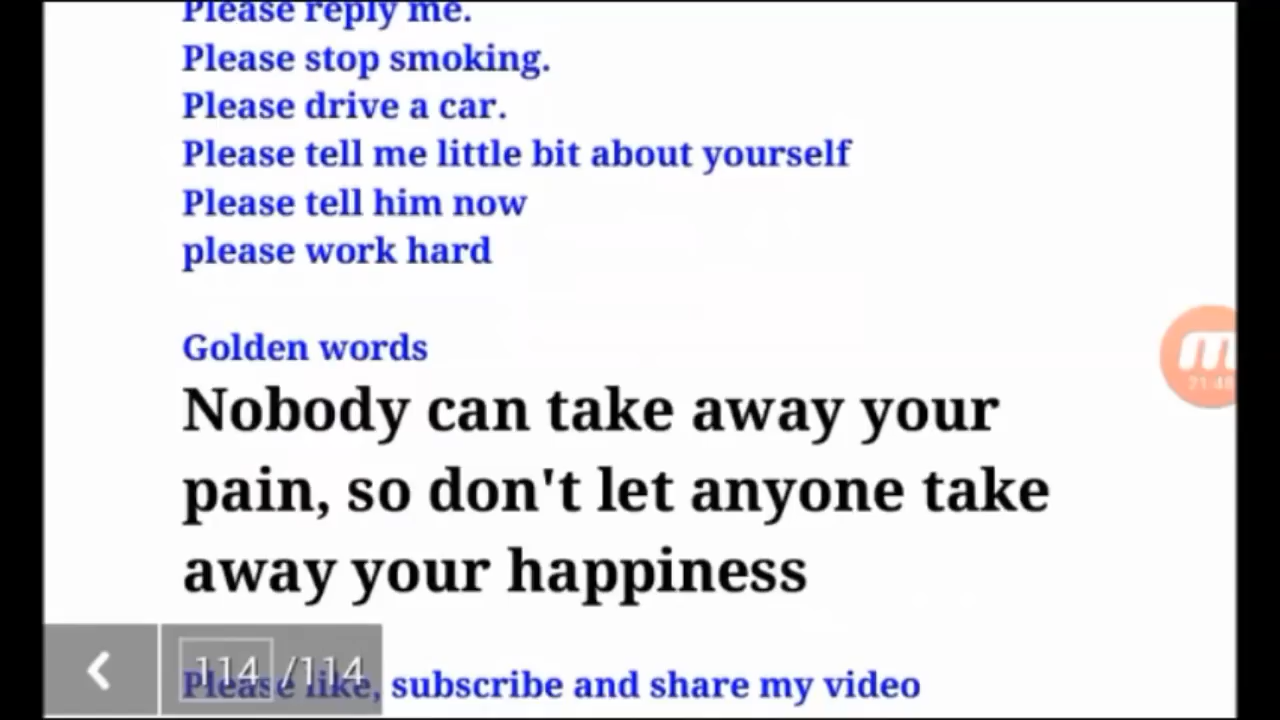 Please reply me.
Please stop smoking.
Please drive a car.
Please tell me little bit about yourself
Please tell him now
please work hard
Golden words
Nobody can take away your
pain, so don't let anyone take
away your happiness
114 /114
Please like, subscribe and share my video